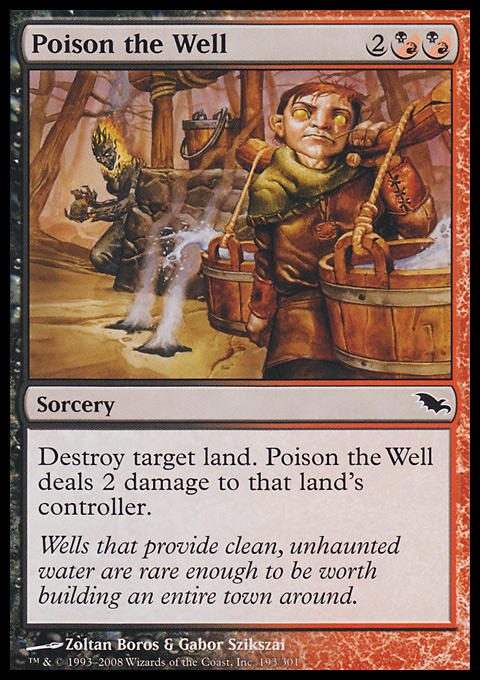 Poison the Well 2
Sorcery
Destroy target land. Poison the Well
deals 2 damage to that land's
controller.
Wells that provide clean, unhaunted
water are rare enough to be worth
building an entire town around.
Zoltan Boros & Gabor Szikszai
™ & © 1993–2008 Wizards of the Coast, Inc. 193/301